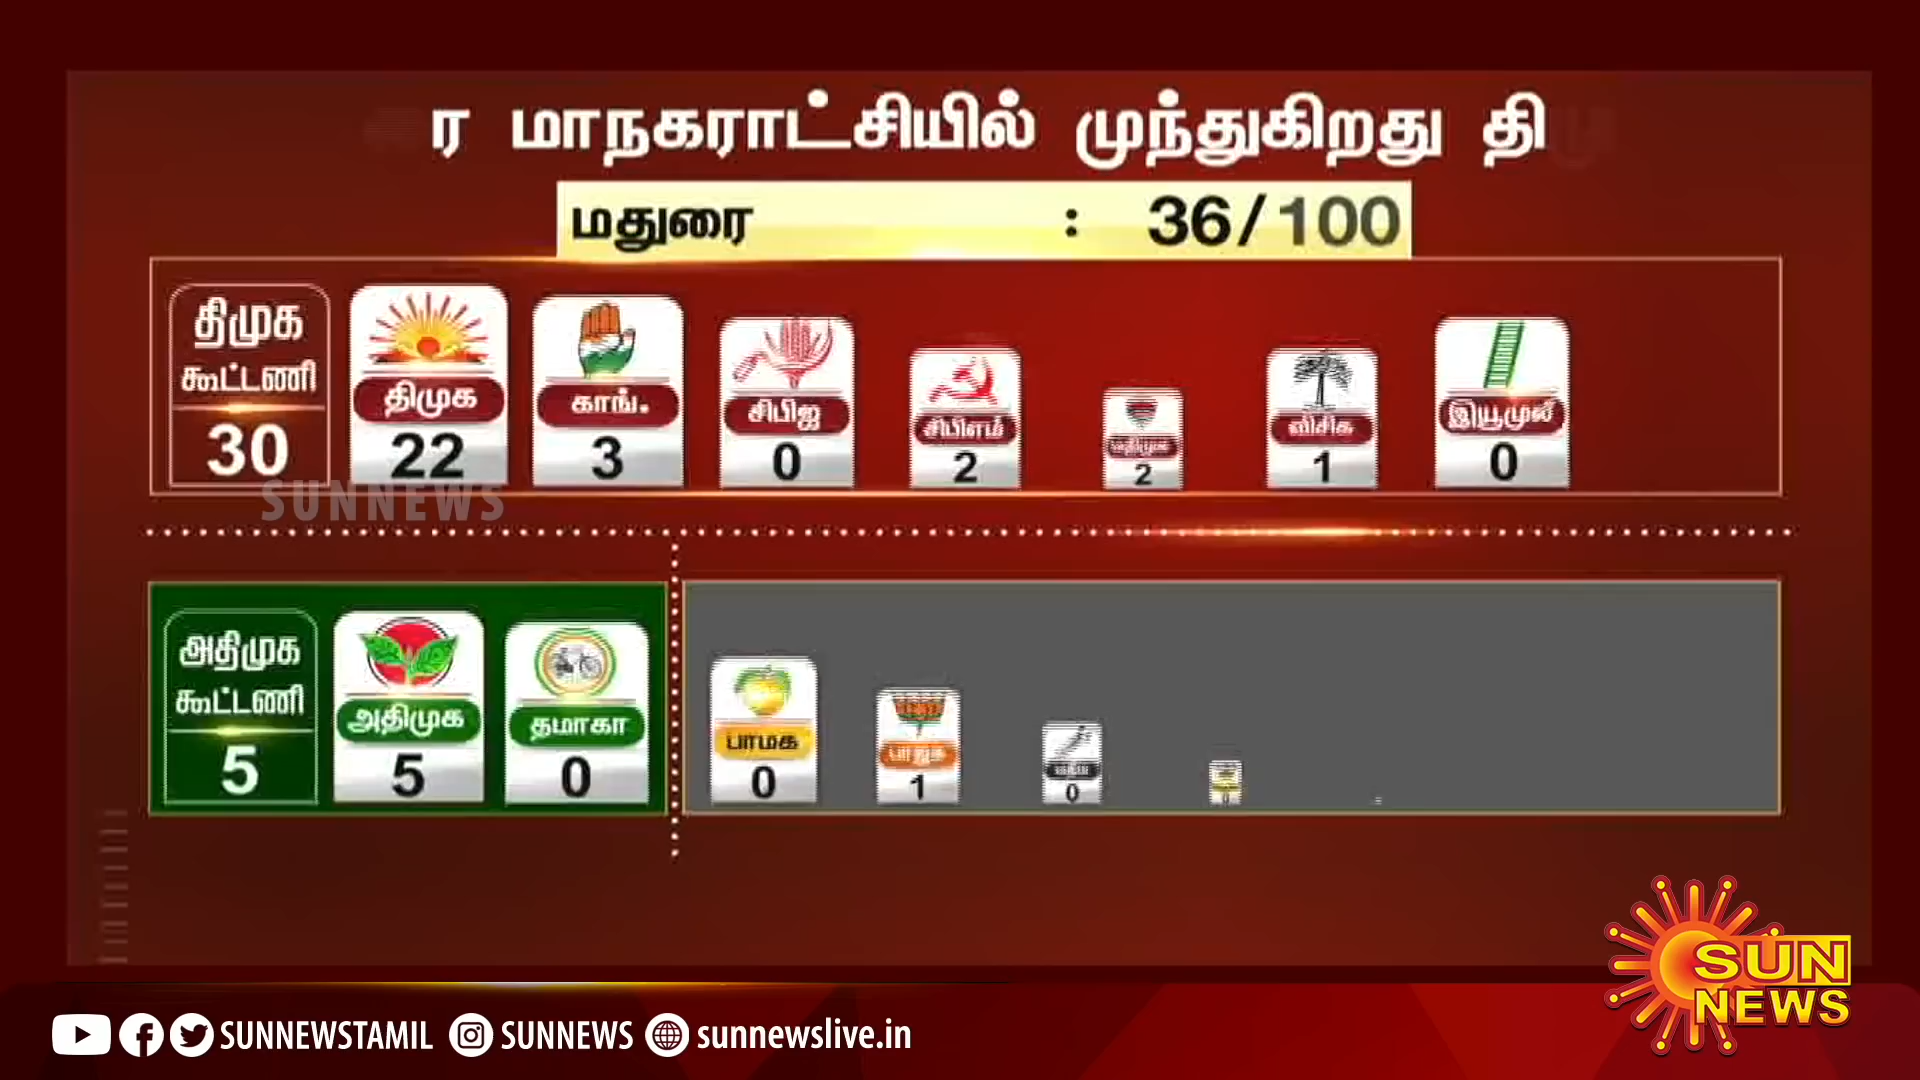 ர மாநகராட்சியில் முந்துகிறது தி
மதுரை : 36/100
திமுக கூட்டணி 30
திமுக 22
காங். 3
சிபிஐ 0
சிபிஎம் 2
மதிமுக 2
விசிக 1
இயூமுலீ 0
SUNNEWS
அதிமுக கூட்டணி 5
அதிமுக 5
தமாகா 0
பாமக 0
பாஜக 1
0
SUN NEWS
SUNNEWSTAMIL SUNNEWS sunnewslive.in